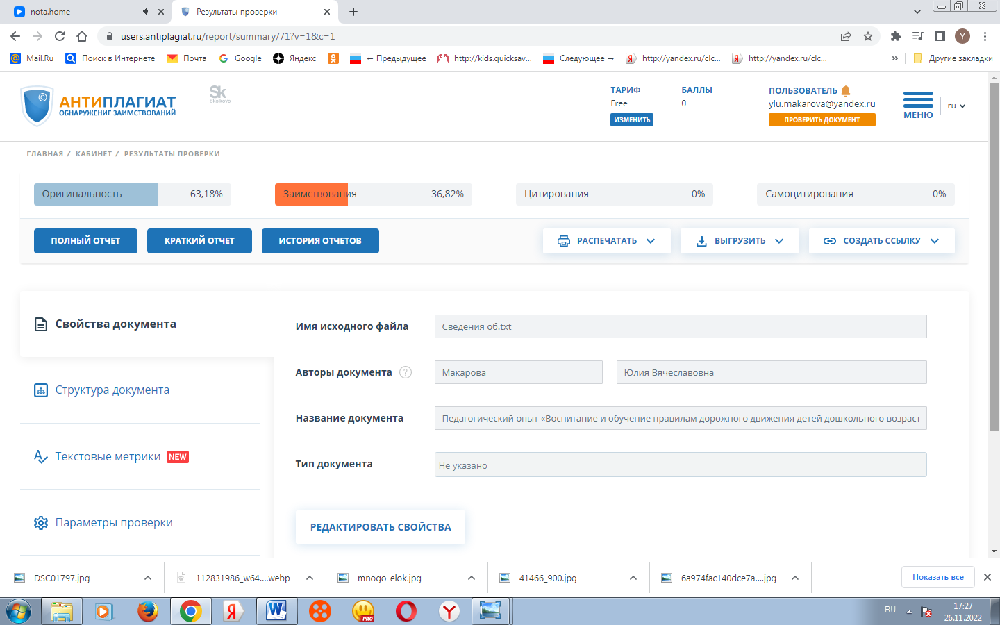 nota.home
Результаты проверки
users.antiplagiat.ru/report/summary/71?v=1&c=1
Y
Mail.Ru
Поиск в Интернете
Почта
Google
Яндекс
← Предыдущее
http://kids.quicksav...
Следующее →
http://yandex.ru/clc...
http://yandex.ru/clc...
»
Другие закладки
АНТИПЛАГИАТ
ОБНАРУЖЕНИЕ ЗАИМСТВОВАНИЙ
Sk
Skolkovo
ТАРИФ
Free
ИЗМЕНИТЬ
БАЛЛЫ
0
ПОЛЬЗОВАТЕЛЬ
ylu.makarova@yandex.ru
ПРОВЕРИТЬ ДОКУМЕНТ
МЕНЮ
ru
ГЛАВНАЯ / КАБИНЕТ / РЕЗУЛЬТАТЫ ПРОВЕРКИ
Оригинальность 63,18%
Заимствования 36,82%
Цитирования 0%
Самоцитирования 0%
ПОЛНЫЙ ОТЧЕТ
КРАТКИЙ ОТЧЕТ
ИСТОРИЯ ОТЧЕТОВ
РАСПЕЧАТАТЬ
ВЫГРУЗИТЬ
СОЗДАТЬ ССЫЛКУ
Свойства документа
Структура документа
Текстовые метрики NEW
Параметры проверки
Имя исходного файла
Сведения об.txt
Авторы документа ?
Макарова
Юлия Вячеславовна
Название документа
Педагогический опыт «Воспитание и обучение правилам дорожного движения детей дошкольного возраст
Тип документа
Не указано
РЕДАКТИРОВАТЬ СВОЙСТВА
DSC01797.jpg
112831986_w64....webp
mnogo-elok.jpg
41466_900.jpg
6a974fac140dce7a....jpg
Показать все
PRO
RU
17:27
26.11.2022